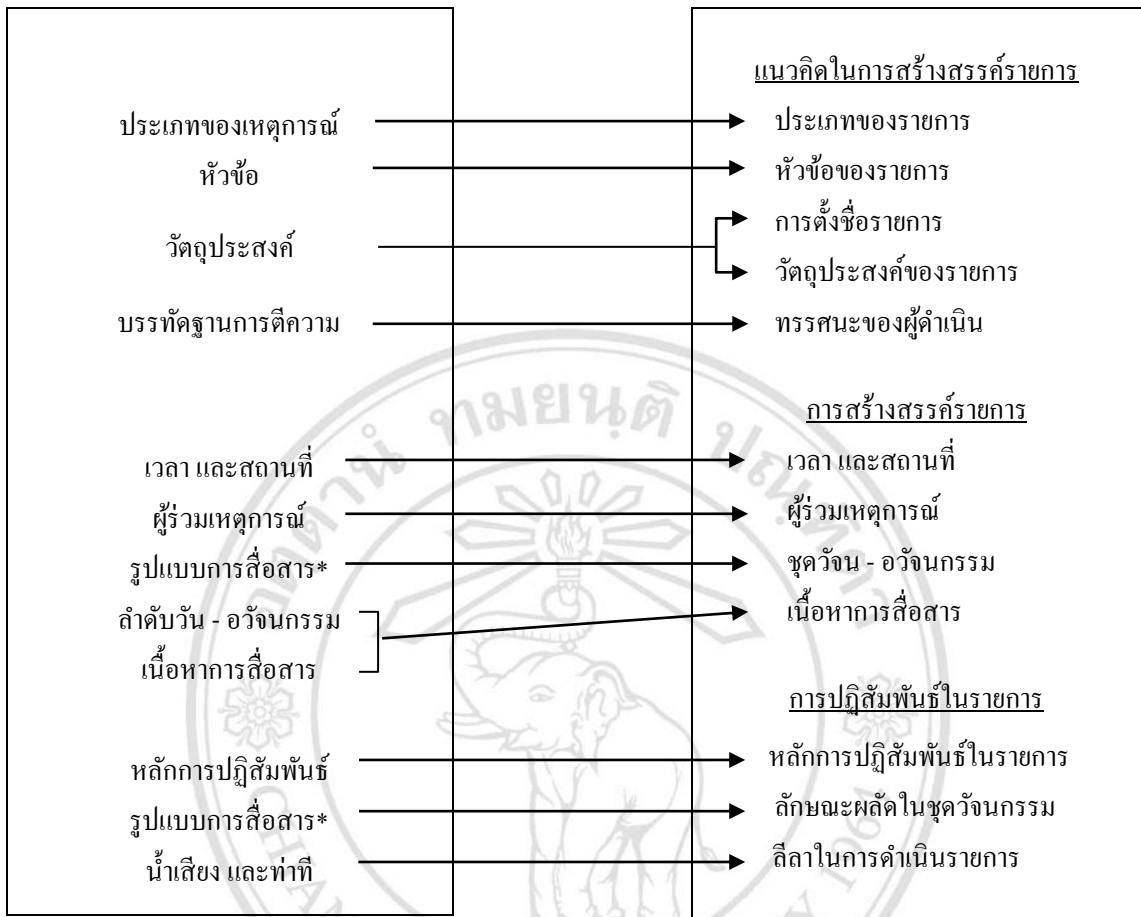 แนวคิดในการสร้างสรรค์รายการ
ประเภทของเหตุการณ์
ประเภทของรายการ
หัวข้อ
หัวข้อของรายการ
การตั้งชื่อรายการ
วัตถุประสงค์
วัตถุประสงค์ของรายการ
บรรทัดฐานการตีความ
ทรรศนะของผู้ดำเนิน
การสร้างสรรค์รายการ
เวลา และสถานที่
เวลา และสถานที่
ผู้ร่วมเหตุการณ์
ผู้ร่วมเหตุการณ์
รูปแบบการสื่อสาร*
ชุดวัจน - อวัจนกรรม
ลำดับวัน - อวัจนกรรม
เนื้อหาการสื่อสาร
เนื้อหาการสื่อสาร
การปฏิสัมพันธ์ในรายการ
หลักการปฏิสัมพันธ์
หลักการปฏิสัมพันธ์ในรายการ
รูปแบบการสื่อสาร*
ลักษณะผลัดในชุดวัจนกรรม
น้ำเสียง และท่าที
ลีลาในการดำเนินรายการ